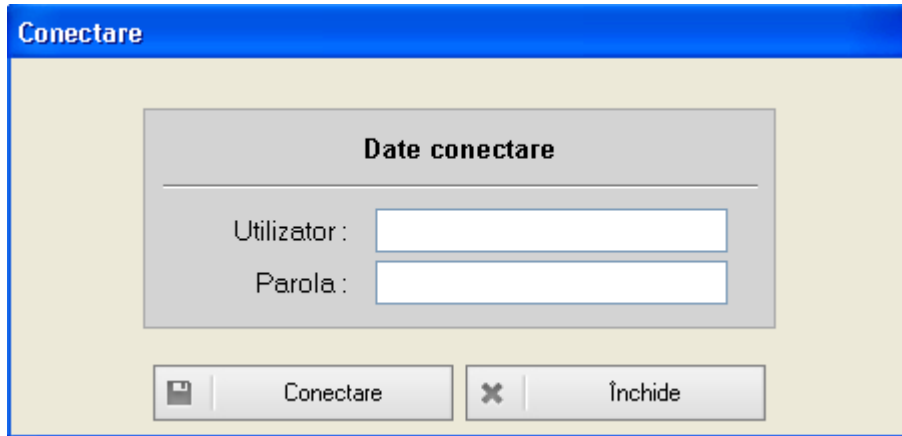 Conectare
Date conectare
Utilizator :
Parola :
Conectare
Închide